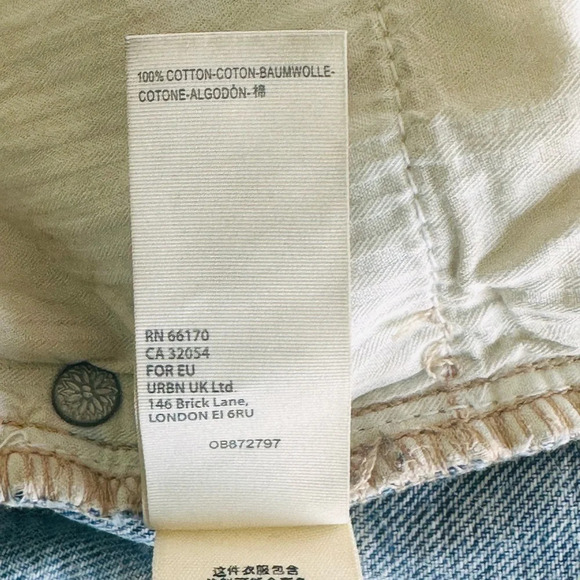 100% COTTON-COTON-BAUMWOLLE-
COTONE-ALGODÓN-棉
RN 66170
CA 32054
FOR EU
URBN UK Ltd
146 Brick Lane,
LONDON EI 6RU
OB872797
这件衣服包含